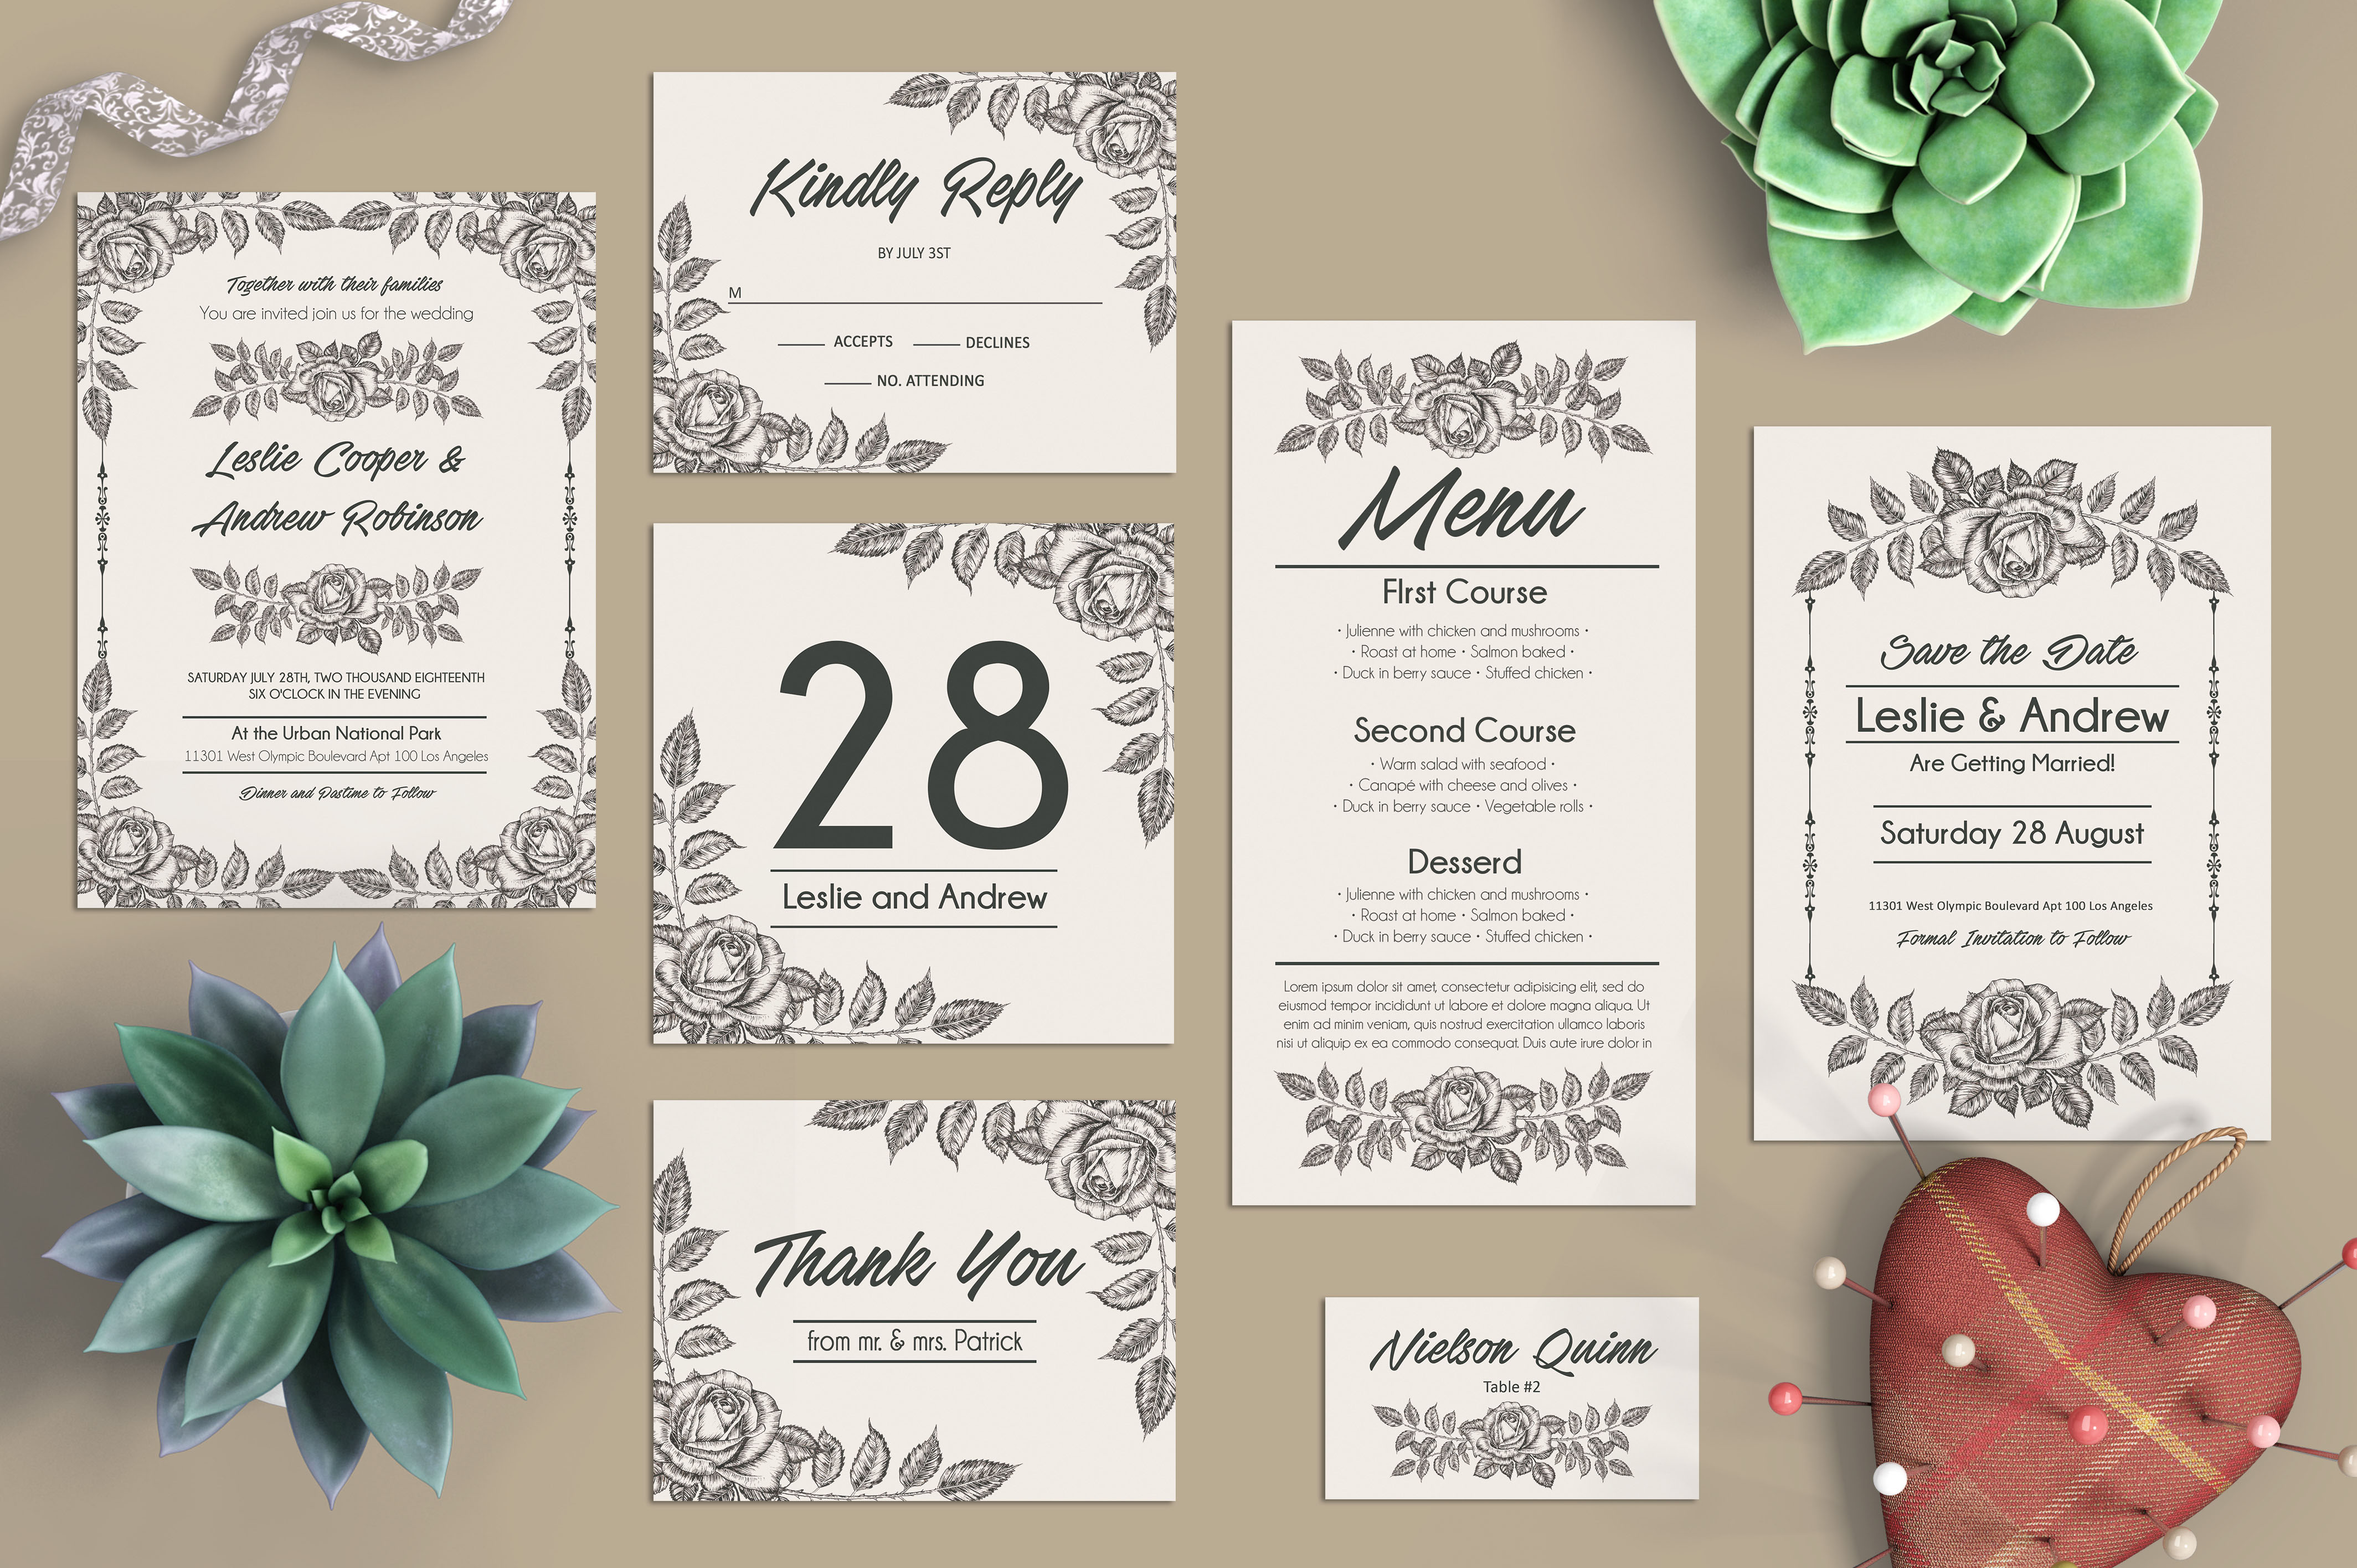 Together with their families
You are invited join us for the wedding
Leslie Cooper &
Andrew Robinson
SATURDAY JULY 28TH, TWO THOUSAND EIGHTEENTH
SIX O'CLOCK IN THE EVENING
At the Urban National Park
11301 West Olympic Boulevard Apt 100 Los Angeles
Dinner and Pastime to Follow
Kindly Reply
BY JULY 3ST
M
ACCEPTS DECLINES
NO. ATTENDING
28
Leslie and Andrew
Thank You
from mr. & mrs. Patrick
Menu
FIrst Course
• Julienne with chicken and mushrooms •
• Roast at home • Salmon baked •
• Duck in berry sauce • Stuffed chicken •
Second Course
• Warm salad with seafood •
• Canapé with cheese and olives •
• Duck in berry sauce • Vegetable rolls •
Desserd
• Julienne with chicken and mushrooms •
• Roast at home • Salmon baked •
• Duck in berry sauce • Stuffed chicken •
Lorem ipsum dolor sit amet, consectetur adipisicing elit, sed do
eiusmod tempor incididunt ut labore et dolore magna aliqua. Ut
enim ad minim veniam, quis nostrud exercitation ullamco laboris
nisi ut aliquip ex ea commodo consequat. Duis aute irure dolor in
Nielson Quinn
Table #2
Save the Date
Leslie & Andrew
Are Getting Married!
Saturday 28 August
11301 West Olympic Boulevard Apt 100 Los Angeles
Formal Invitation to Follow